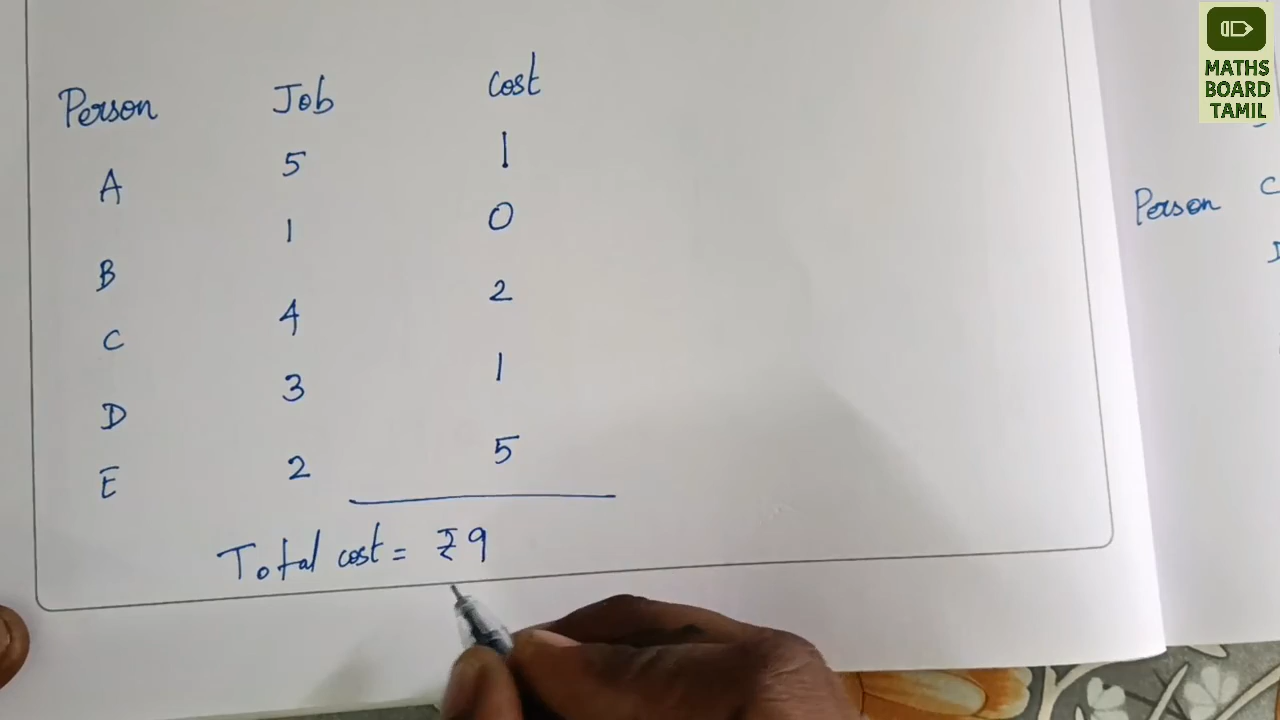 Person Job Cost
A 5 1
B 1 0
C 4 2
D 3 1
E 2 5
Total cost = ₹9
Person C
MATHS
BOARD
TAMIL